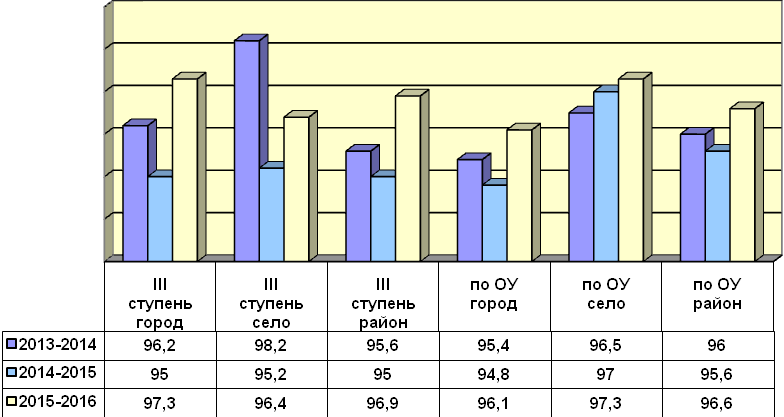 III ступень город III ступень село III ступень район по ОУ город по ОУ село по ОУ район
2013-2014 96,2 98,2 95,6 95,4 96,5 96
2014-2015 95 95,2 95 94,8 97 95,6
2015-2016 97,3 96,4 96,9 96,1 97,3 96,6